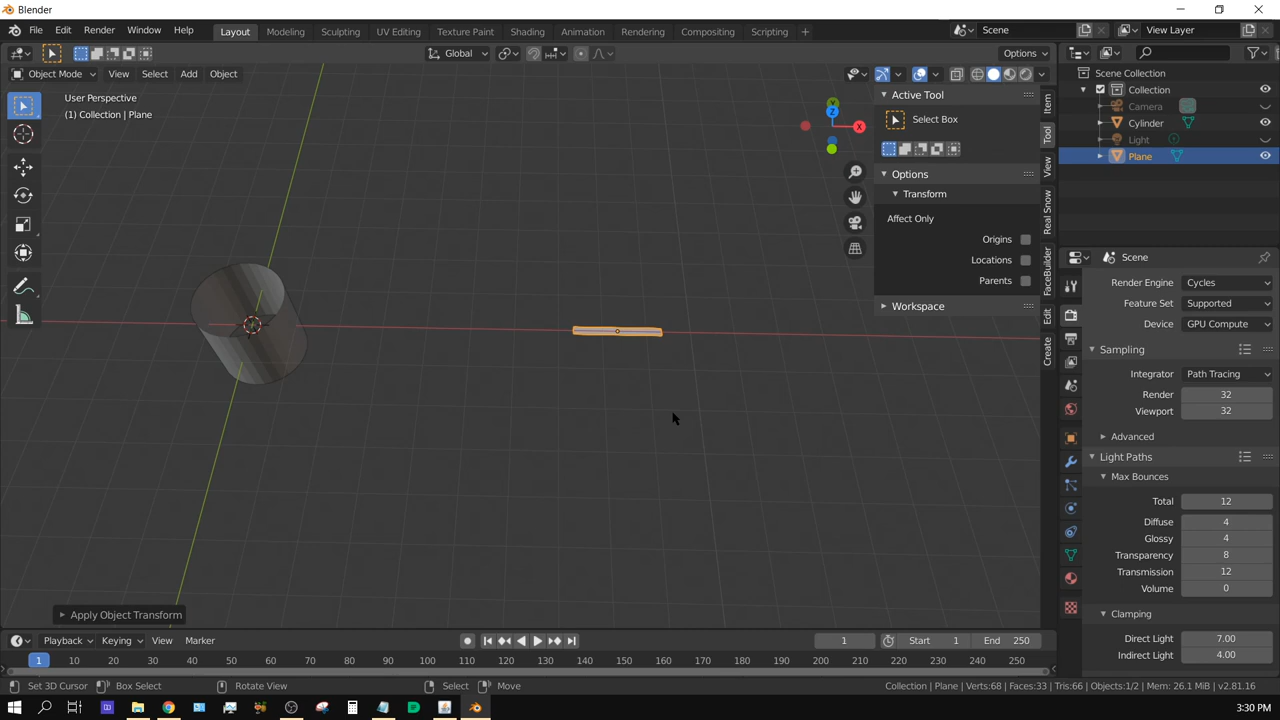 Blender
File Edit Render Window Help
Layout Modeling Sculpting UV Editing Texture Paint Shading Animation Rendering Compositing Scripting +
Scene
View Layer
Global
Options
Object Mode View Select Add Object
User Perspective
(1) Collection | Plane
Y
Z
X
Active Tool
Select Box
Options
Transform
Affect Only
Origins
Locations
Parents
Workspace
Item
Tool
View
Real Snow
FaceBuilder
Edit
Create
Scene Collection
Collection
Camera
Cylinder
Light
Plane
Scene
Render Engine Cycles
Feature Set Supported
Device GPU Compute
Sampling
Integrator Path Tracing
Render 32
Viewport 32
Advanced
Light Paths
Max Bounces
Total 12
Diffuse 4
Glossy 4
Transparency 8
Transmission 12
Volume 0
Clamping
Direct Light 7.00
Indirect Light 4.00
Apply Object Transform
Playback Keying View Marker
1 Start 1 End 250
1 10 20 30 40 50 60 70 80 90 100 110 120 130 140 150 160 170 180 190 200 210 220 230 240 250
Set 3D Cursor Box Select Rotate View Select Move
Collection | Plane | Verts:68 | Faces:33 | Tris:66 | Objects:1/2 | Mem: 26.1 MiB | v2.81.16
3:30 PM